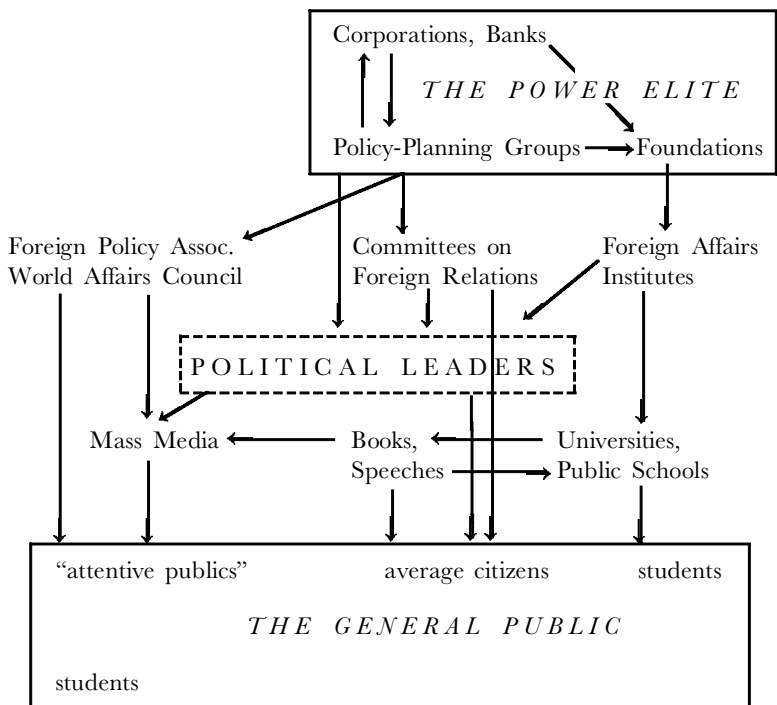 Corporations, Banks
THE POWER ELITE
Policy-Planning Groups
Foundations
Foreign Policy Assoc.
World Affairs Council
Committees on
Foreign Relations
Foreign Affairs
Institutes
POLITICAL LEADERS
Mass Media
Books,
Speeches
Universities,
Public Schools
“attentive publics”
average citizens
students
THE GENERAL PUBLIC
students